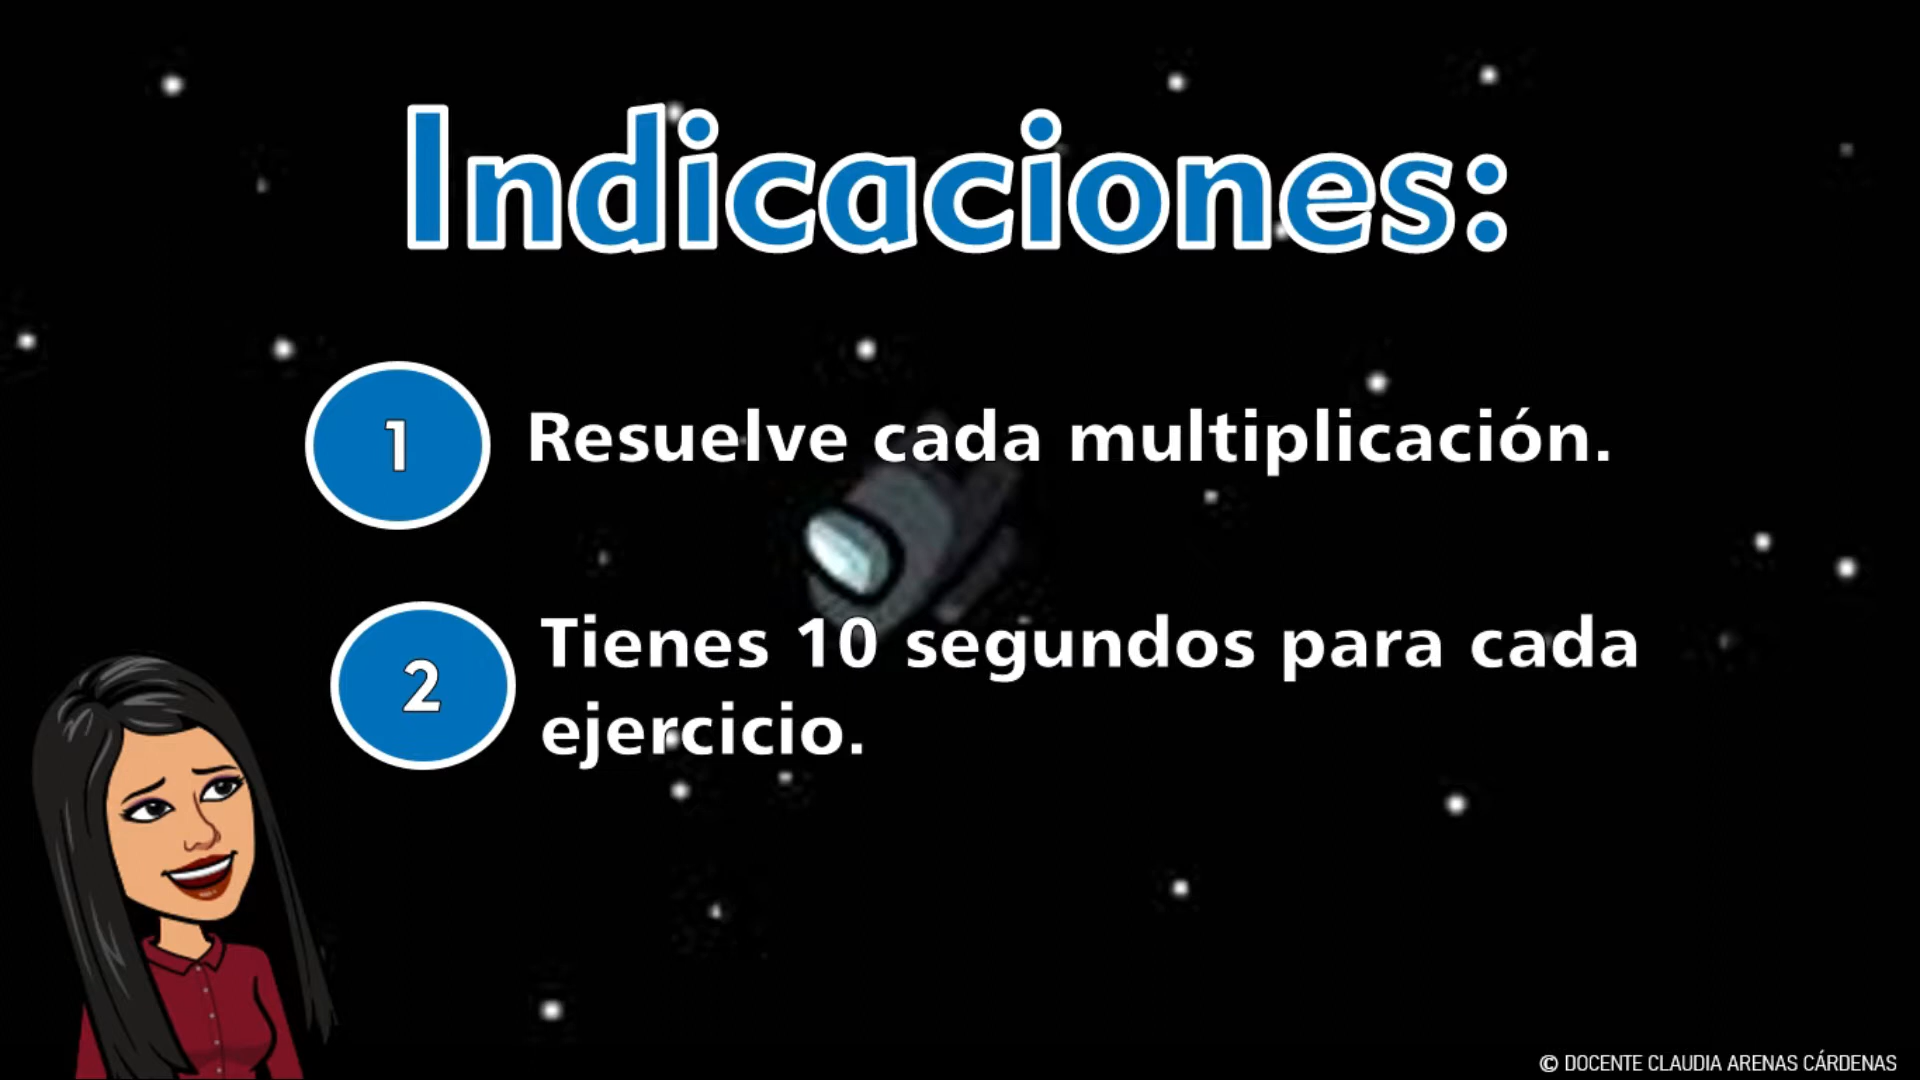 Indicaciones:
1
Resuelve cada multiplicación.
2
Tienes 10 segundos para cada
ejercicio.
© DOCENTE CLAUDIA ARENAS CÁRDENAS